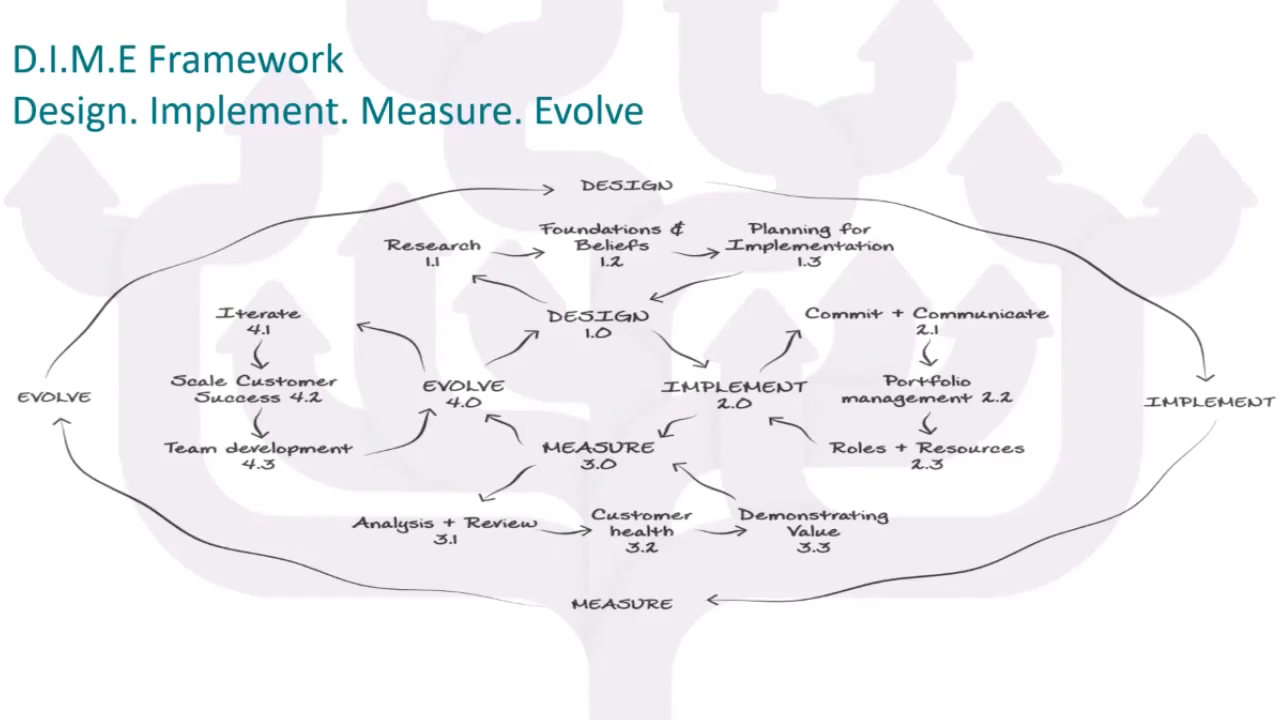 D.I.M.E Framework
Design. Implement. Measure. Evolve
DESIGN
Foundations &
Beliefs
1.2
Planning for
Implementation
1.3
Research
1.1
Iterate
4.1
DESIGN
1.0
Commit + Communicate
2.1
Scale Customer
Success 4.2
EVOLVE
4.0
IMPLEMENT
2.0
Portfolio
management 2.2
EVOLVE
IMPLEMENT
Team development
4.3
MEASURE
3.0
Roles + Resources
2.3
Analysis + Review
3.1
Customer
health
3.2
Demonstrating
Value
3.3
MEASURE